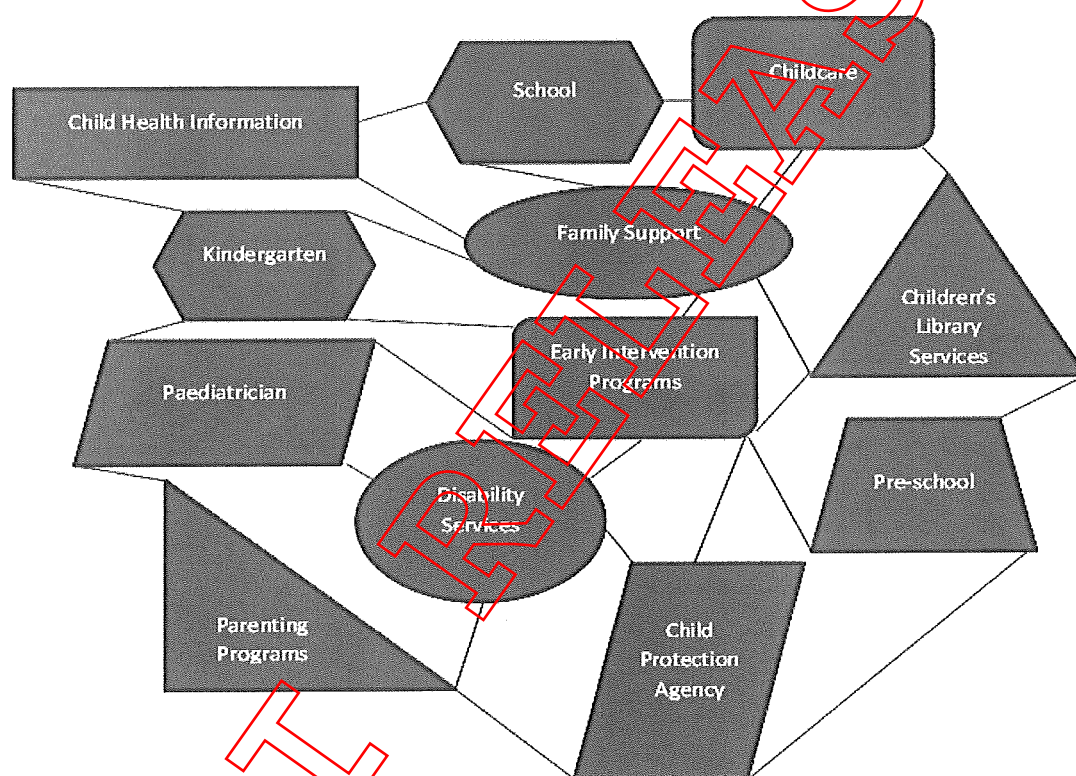 School
Childcare
Child Health Information
Family Support
Kindergarten
Children's
Library
Services
Early Intervention
Programs
Paediatrician
Pre-school
Disability
Services
Parenting
Programs
Child
Protection
Agency